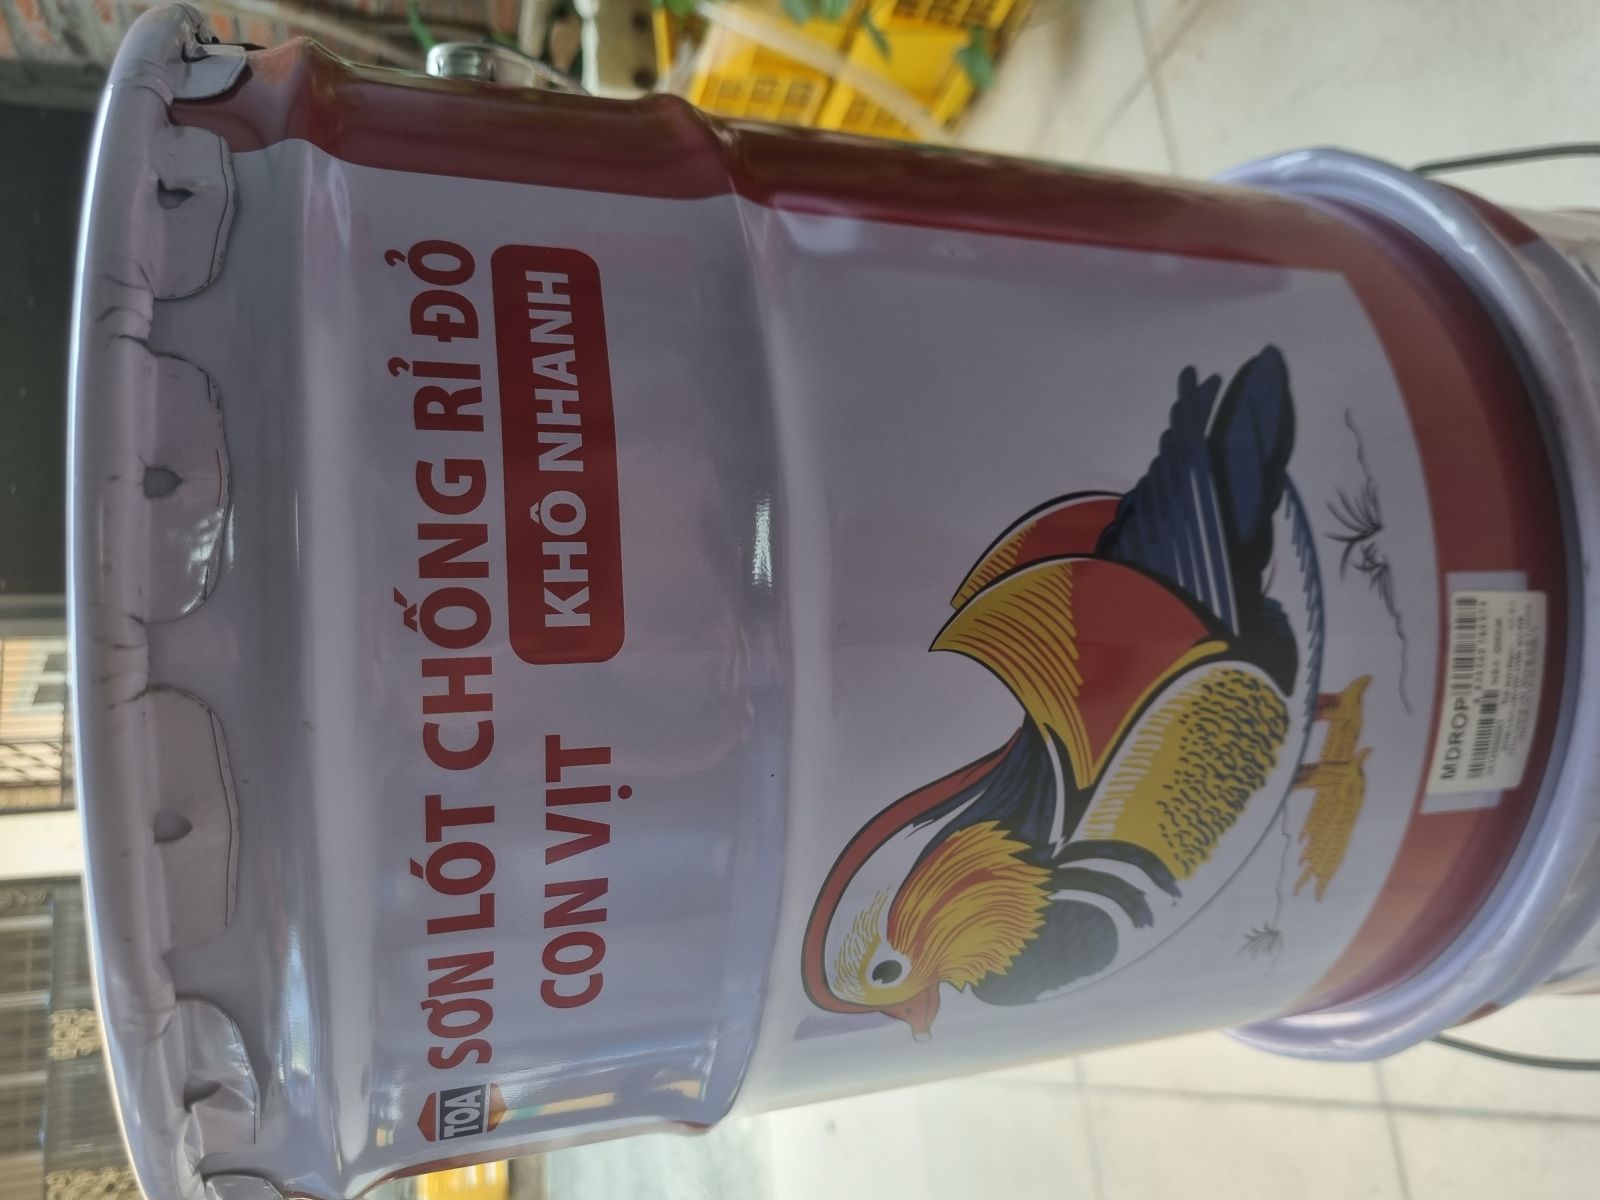 TOA
SƠN LÓT CHỐNG RỈ ĐỎ
CON VỊT KHÔ NHANH
MDROP